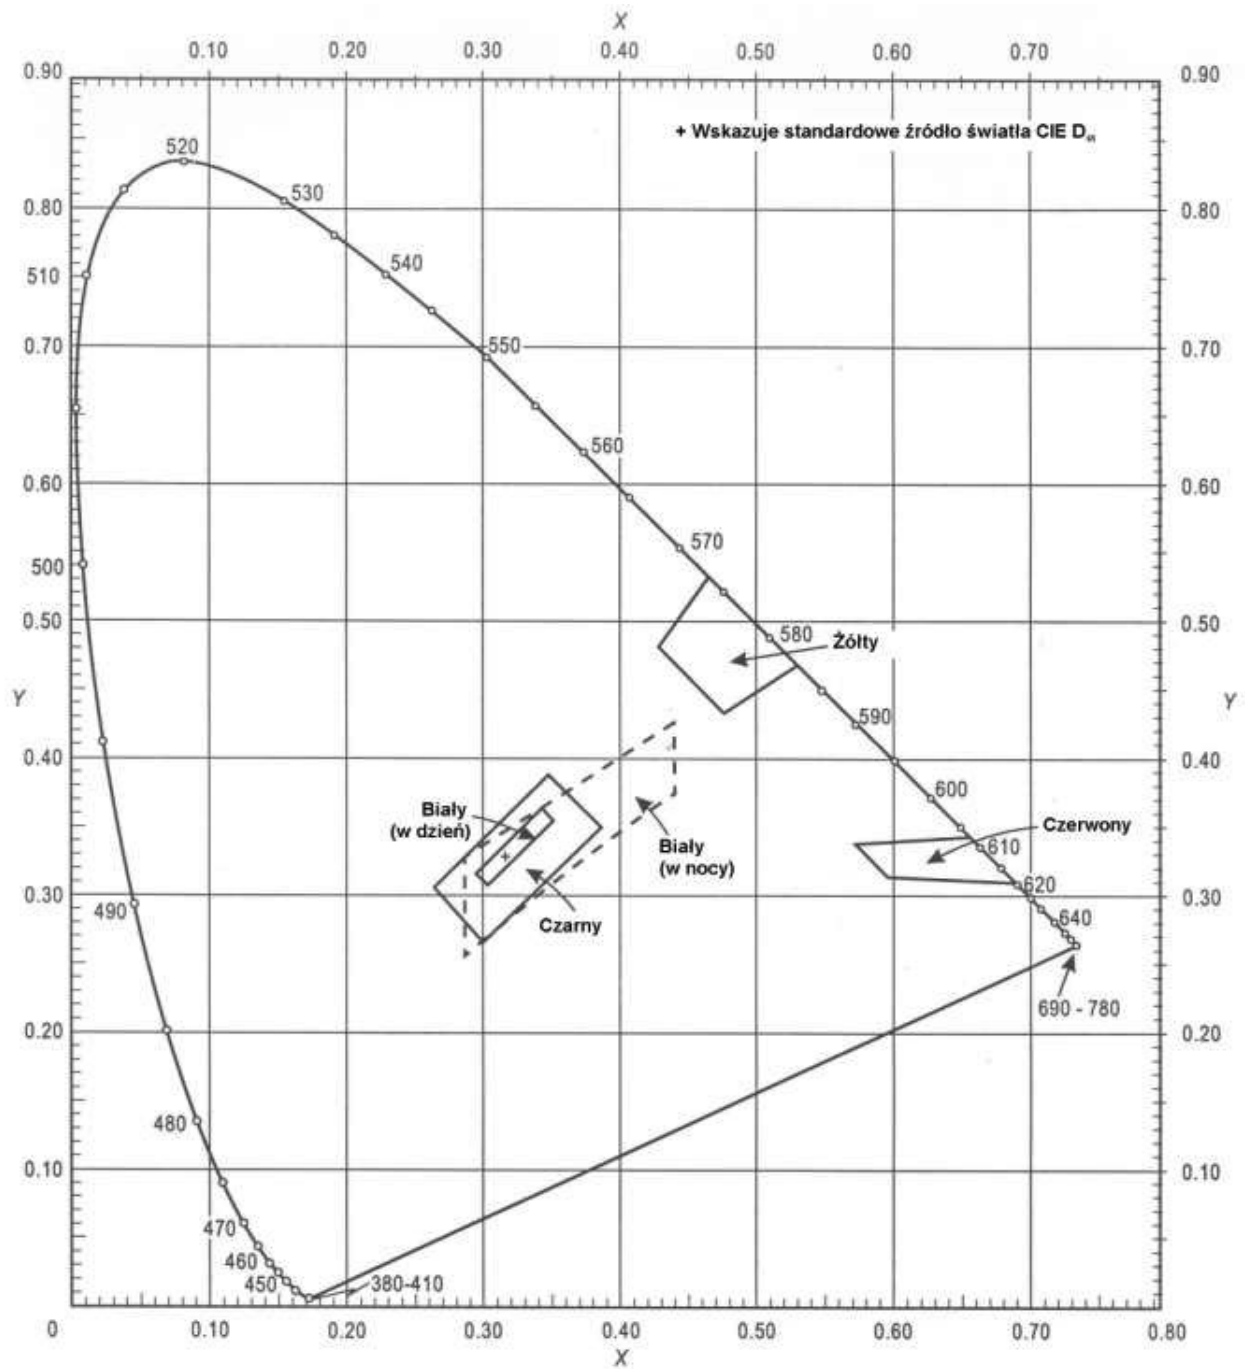 X
0.10 0.20 0.30 0.40 0.50 0.60 0.70
0.90 0.90
+ Wskazuje standardowe źródło światła CIE D
520
530
0.80 0.80
540
510
550
0.70 0.70
560
0.60 0.60
570
500
0.50 0.50
580
Żółty
Y Y
590
0.40 0.40
600
Biały
(w dzień)
Czerwony
Biały
(w nocy)
610
620
0.30 0.30
490
Czarny
640
690 - 780
0.20 0.20
480
0.10 0.10
470
460
450
380-410
0 0.10 0.20 0.30 0.40 0.50 0.60 0.70 0.80
X